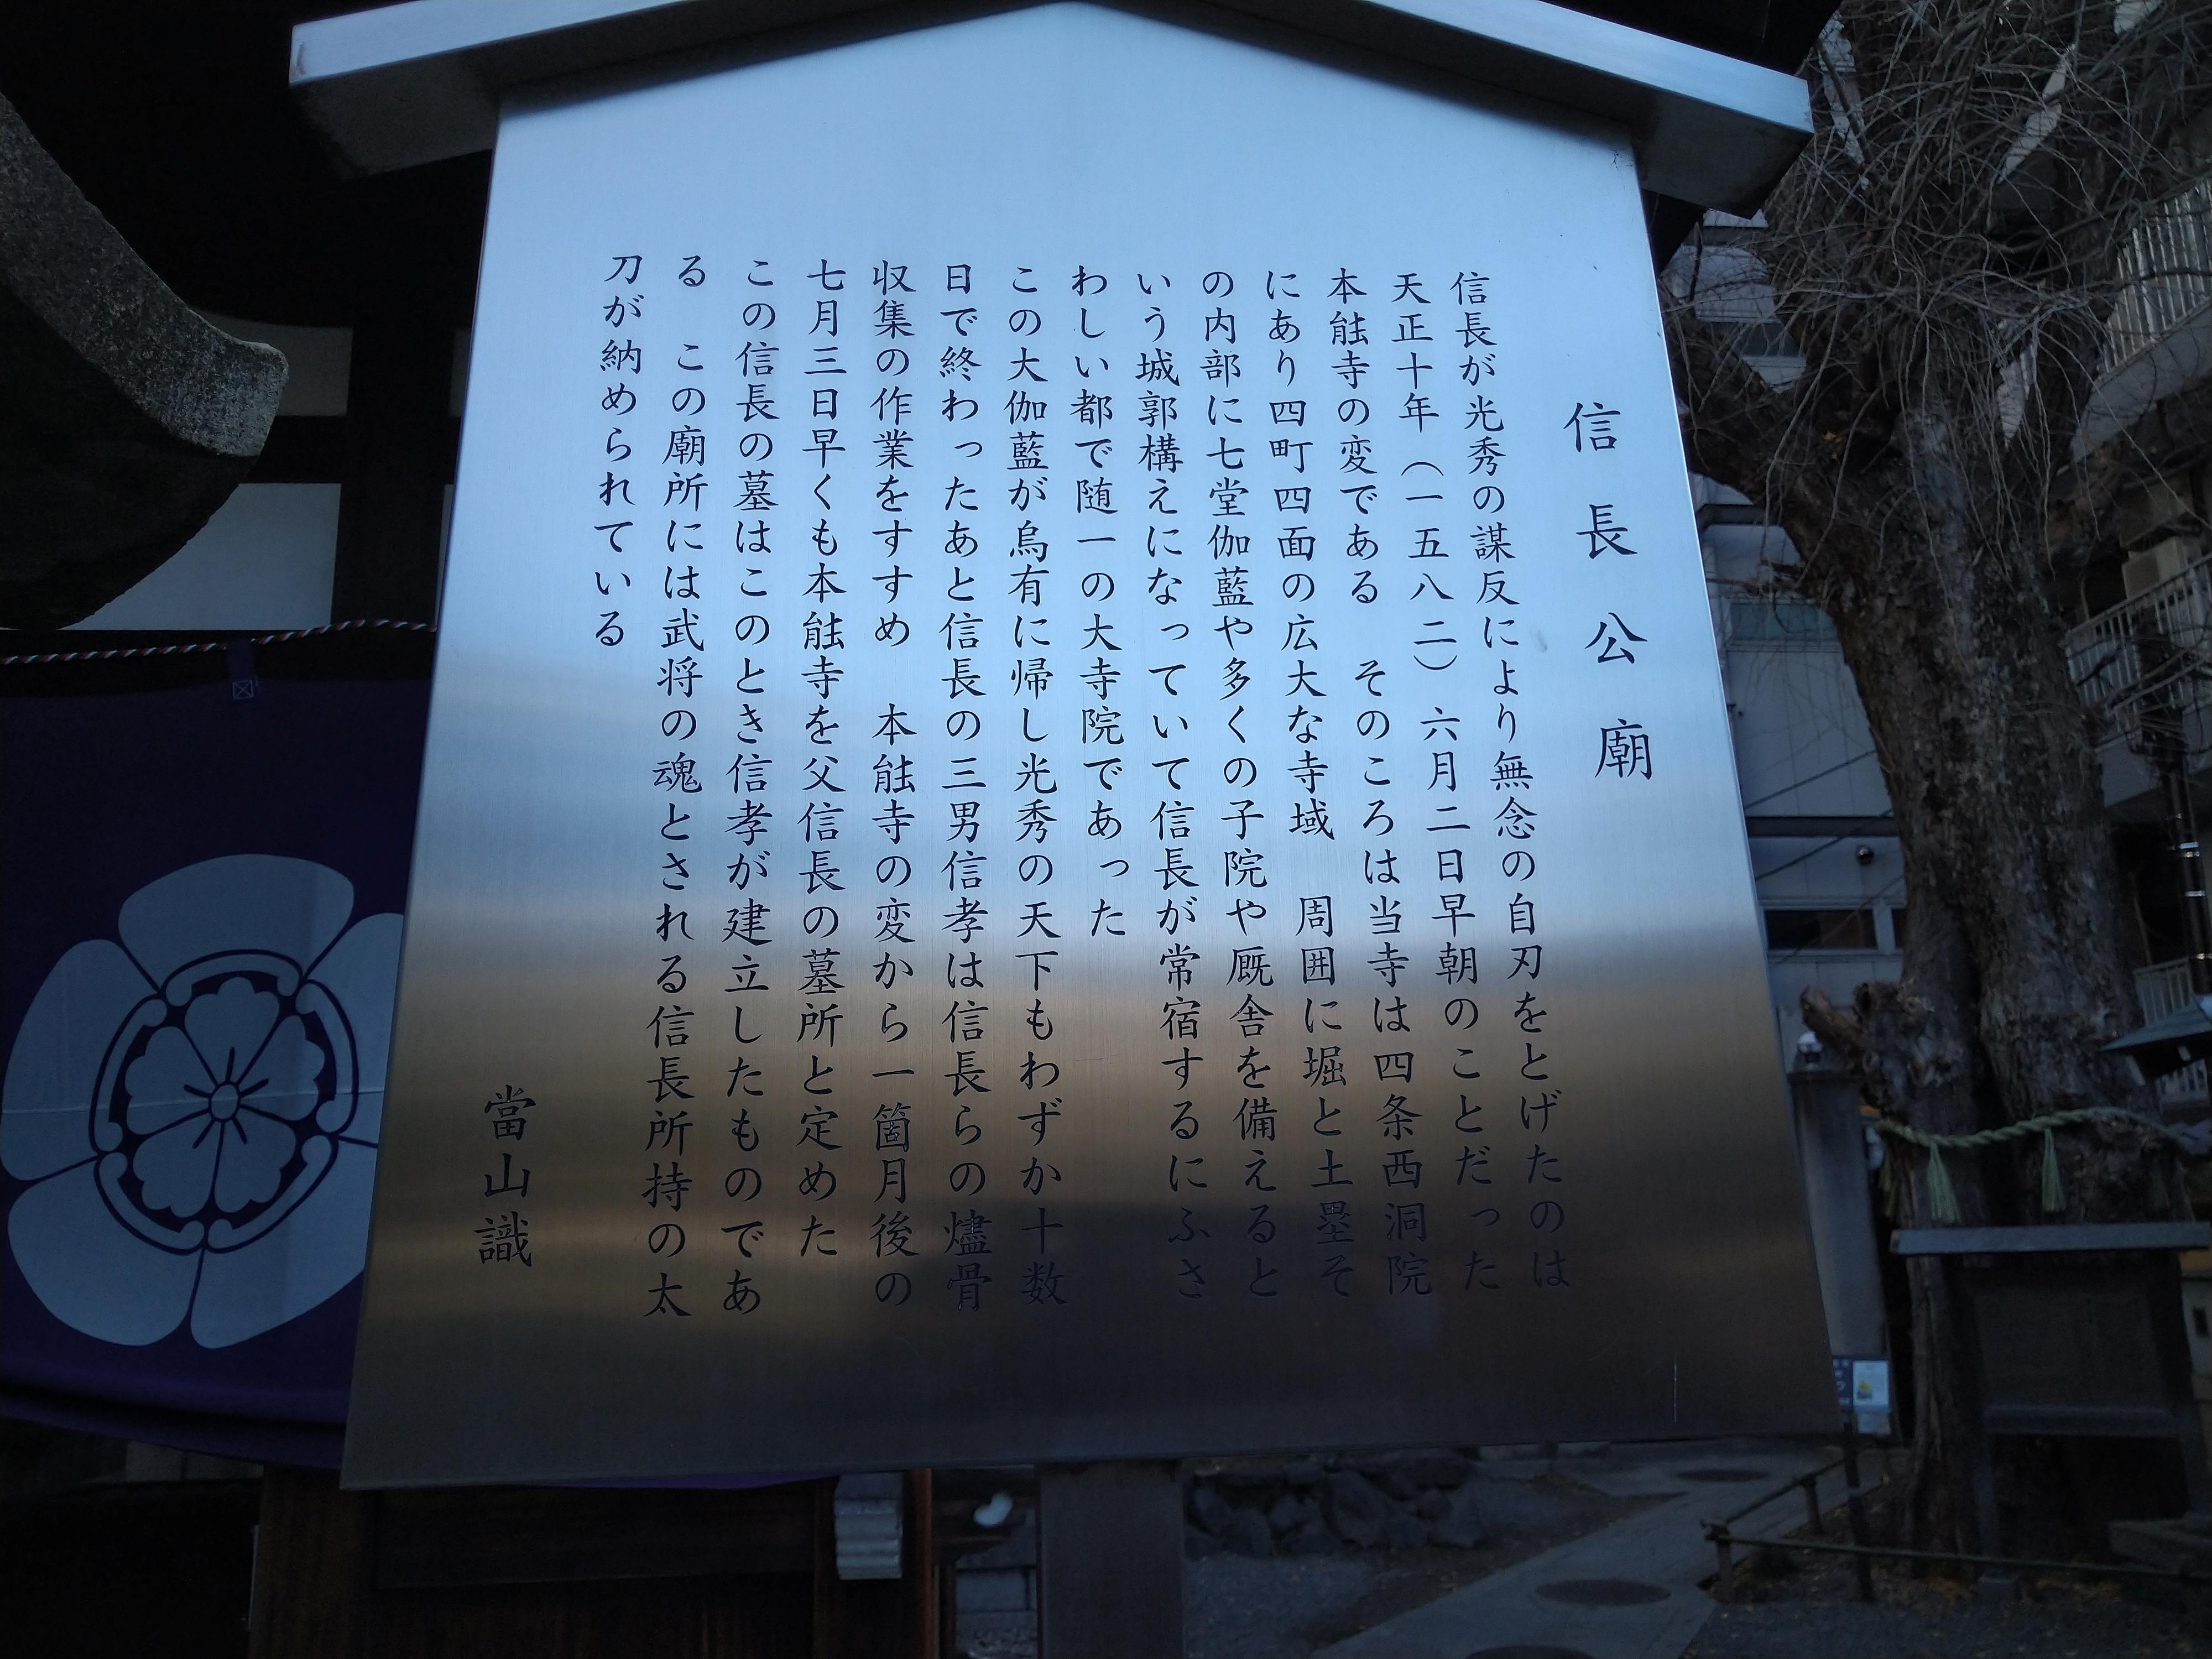 信長公廟
信長が光秀の謀反により無念の自刃をとげたのは
天正十年（一五八二）六月二日早朝のことだった
本能寺の変である　そのころは当寺は四条西洞院
にあり四町四面の広大な寺域　周囲に堀と土塁そ
の内部に七堂伽藍や多くの子院や厩舎を備えると
いう城郭構えになっていて信長が常宿するにふさ
わしい都で随一の大寺院であった
この大伽藍が烏有に帰し光秀の天下もわずか十数
日で終わったあと信長の三男信孝は信長らの燼骨
収集の作業をすすめ　本能寺の変から一箇月後の
七月三日早くも本能寺を父信長の墓所と定めた
この信長の墓はこのとき信孝が建立したものであ
る　この廟所には武将の魂とされる信長所持の太
刀が納められている
當山識